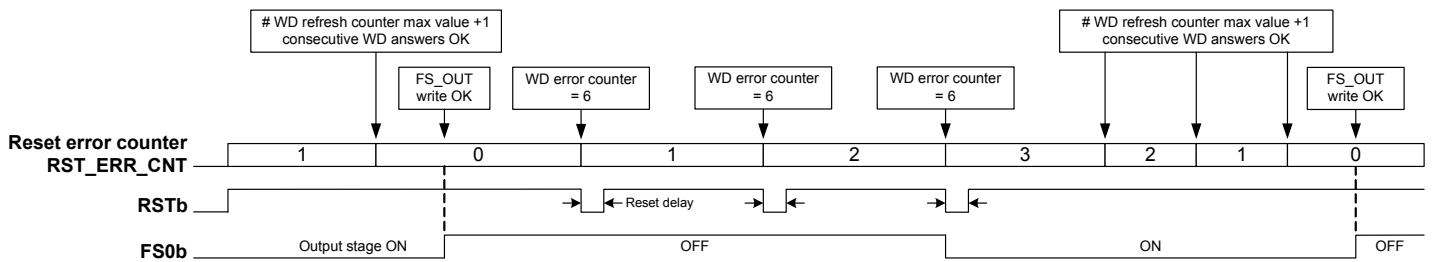 # WD refresh counter max value +1
consecutive WD answers OK
# WD refresh counter max value +1
consecutive WD answers OK
FS_OUT
write OK
WD error counter
= 6
WD error counter
= 6
WD error counter
= 6
FS_OUT
write OK
Reset error counter
RST_ERR_CNT
1 0 1 2 3 2 1 0
RSTb
Reset delay
FS0b
Output stage ON OFF ON OFF